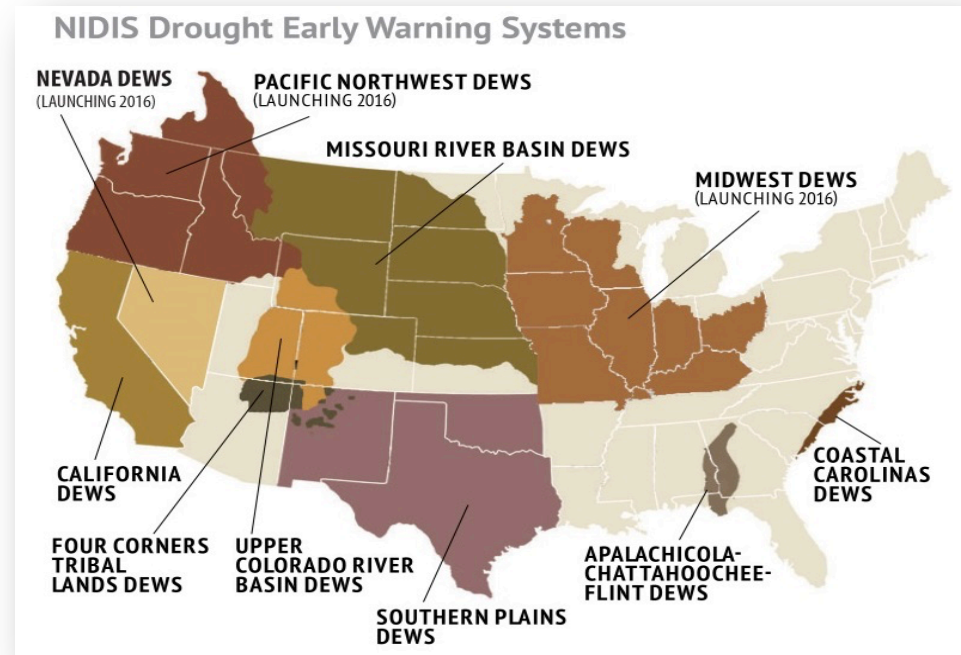 NIDIS Drought Early Warning Systems
NEVADA DEWS
(LAUNCHING 2016)
PACIFIC NORTHWEST DEWS
(LAUNCHING 2016)
MISSOURI RIVER BASIN DEWS
MIDWEST DEWS
(LAUNCHING 2016)
CALIFORNIA
DEWS
COASTAL
CAROLINAS
DEWS
FOUR CORNERS
TRIBAL
LANDS DEWS
UPPER
COLORADO RIVER
BASIN DEWS
SOUTHERN PLAINS
DEWS
APALACHICOLA-
CHATTAHOOCHEE-
FLINT DEWS